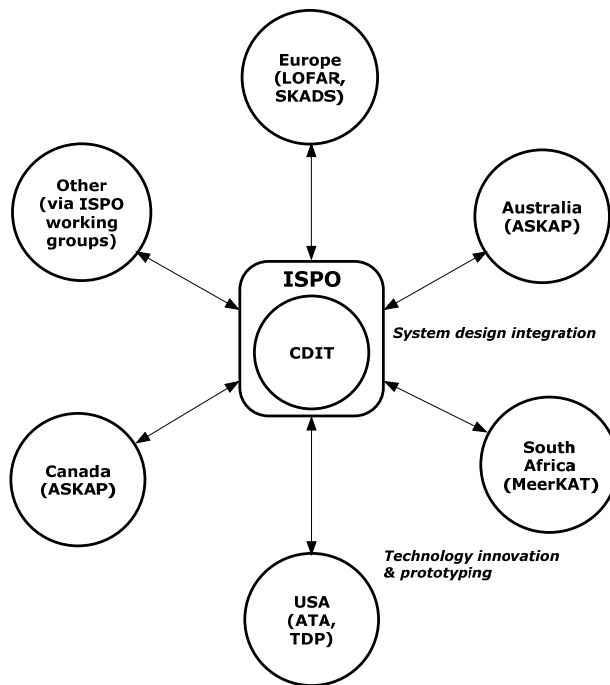 Europe
(LOFAR,
SKADS)
Other
(via ISPO
working
groups)
Australia
(ASKAP)
ISPO
CDIT
System design integration
Canada
(ASKAP)
South
Africa
(MeerKAT)
Technology innovation
& prototyping
USA
(ATA,
TDP)